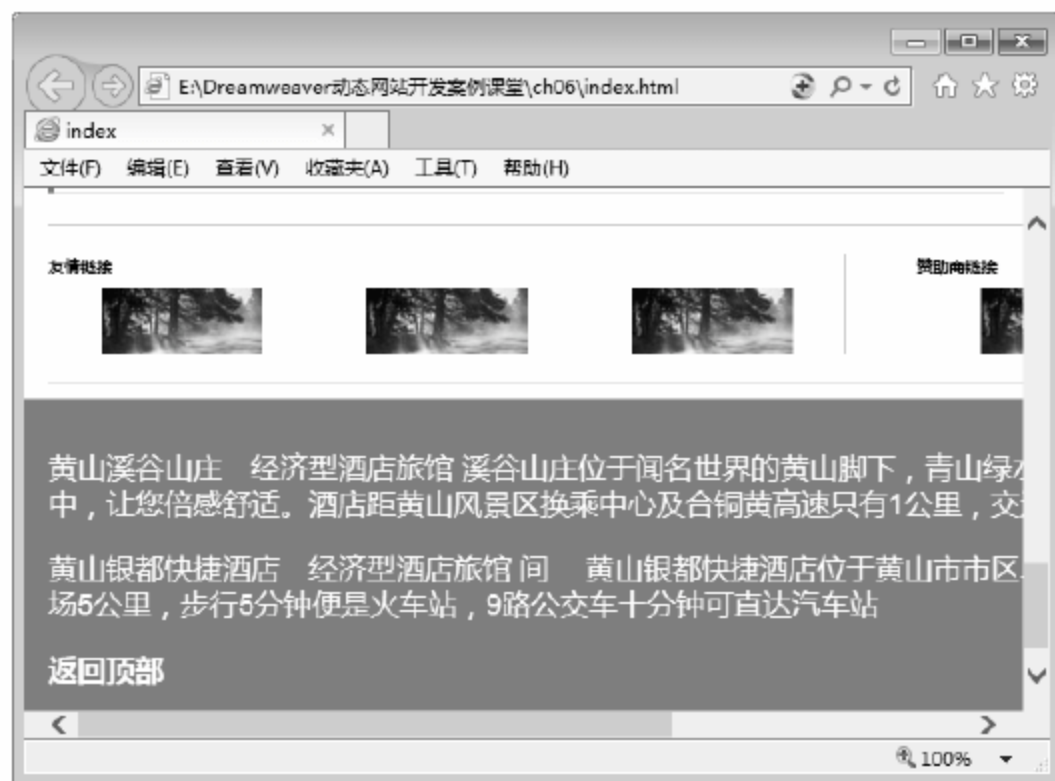 E:\Dreamweaver动态网站开发案例课堂\ch06\index.html
index
文件(F) 编辑(E) 查看(V) 收藏夹(A) 工具(T) 帮助(H)
友情链接 赞助商链接
黄山溪谷山庄 经济型酒店旅馆 溪谷山庄位于闻名世界的黄山脚下，青山绿水
中，让您倍感舒适。酒店距黄山风景区换乘中心及合铜黄高速只有1公里，交
黄山银都快捷酒店 经济型酒店旅馆 间 黄山银都快捷酒店位于黄山市市区
场5公里，步行5分钟便是火车站，9路公交车十分钟可直达汽车站
返回顶部
100%